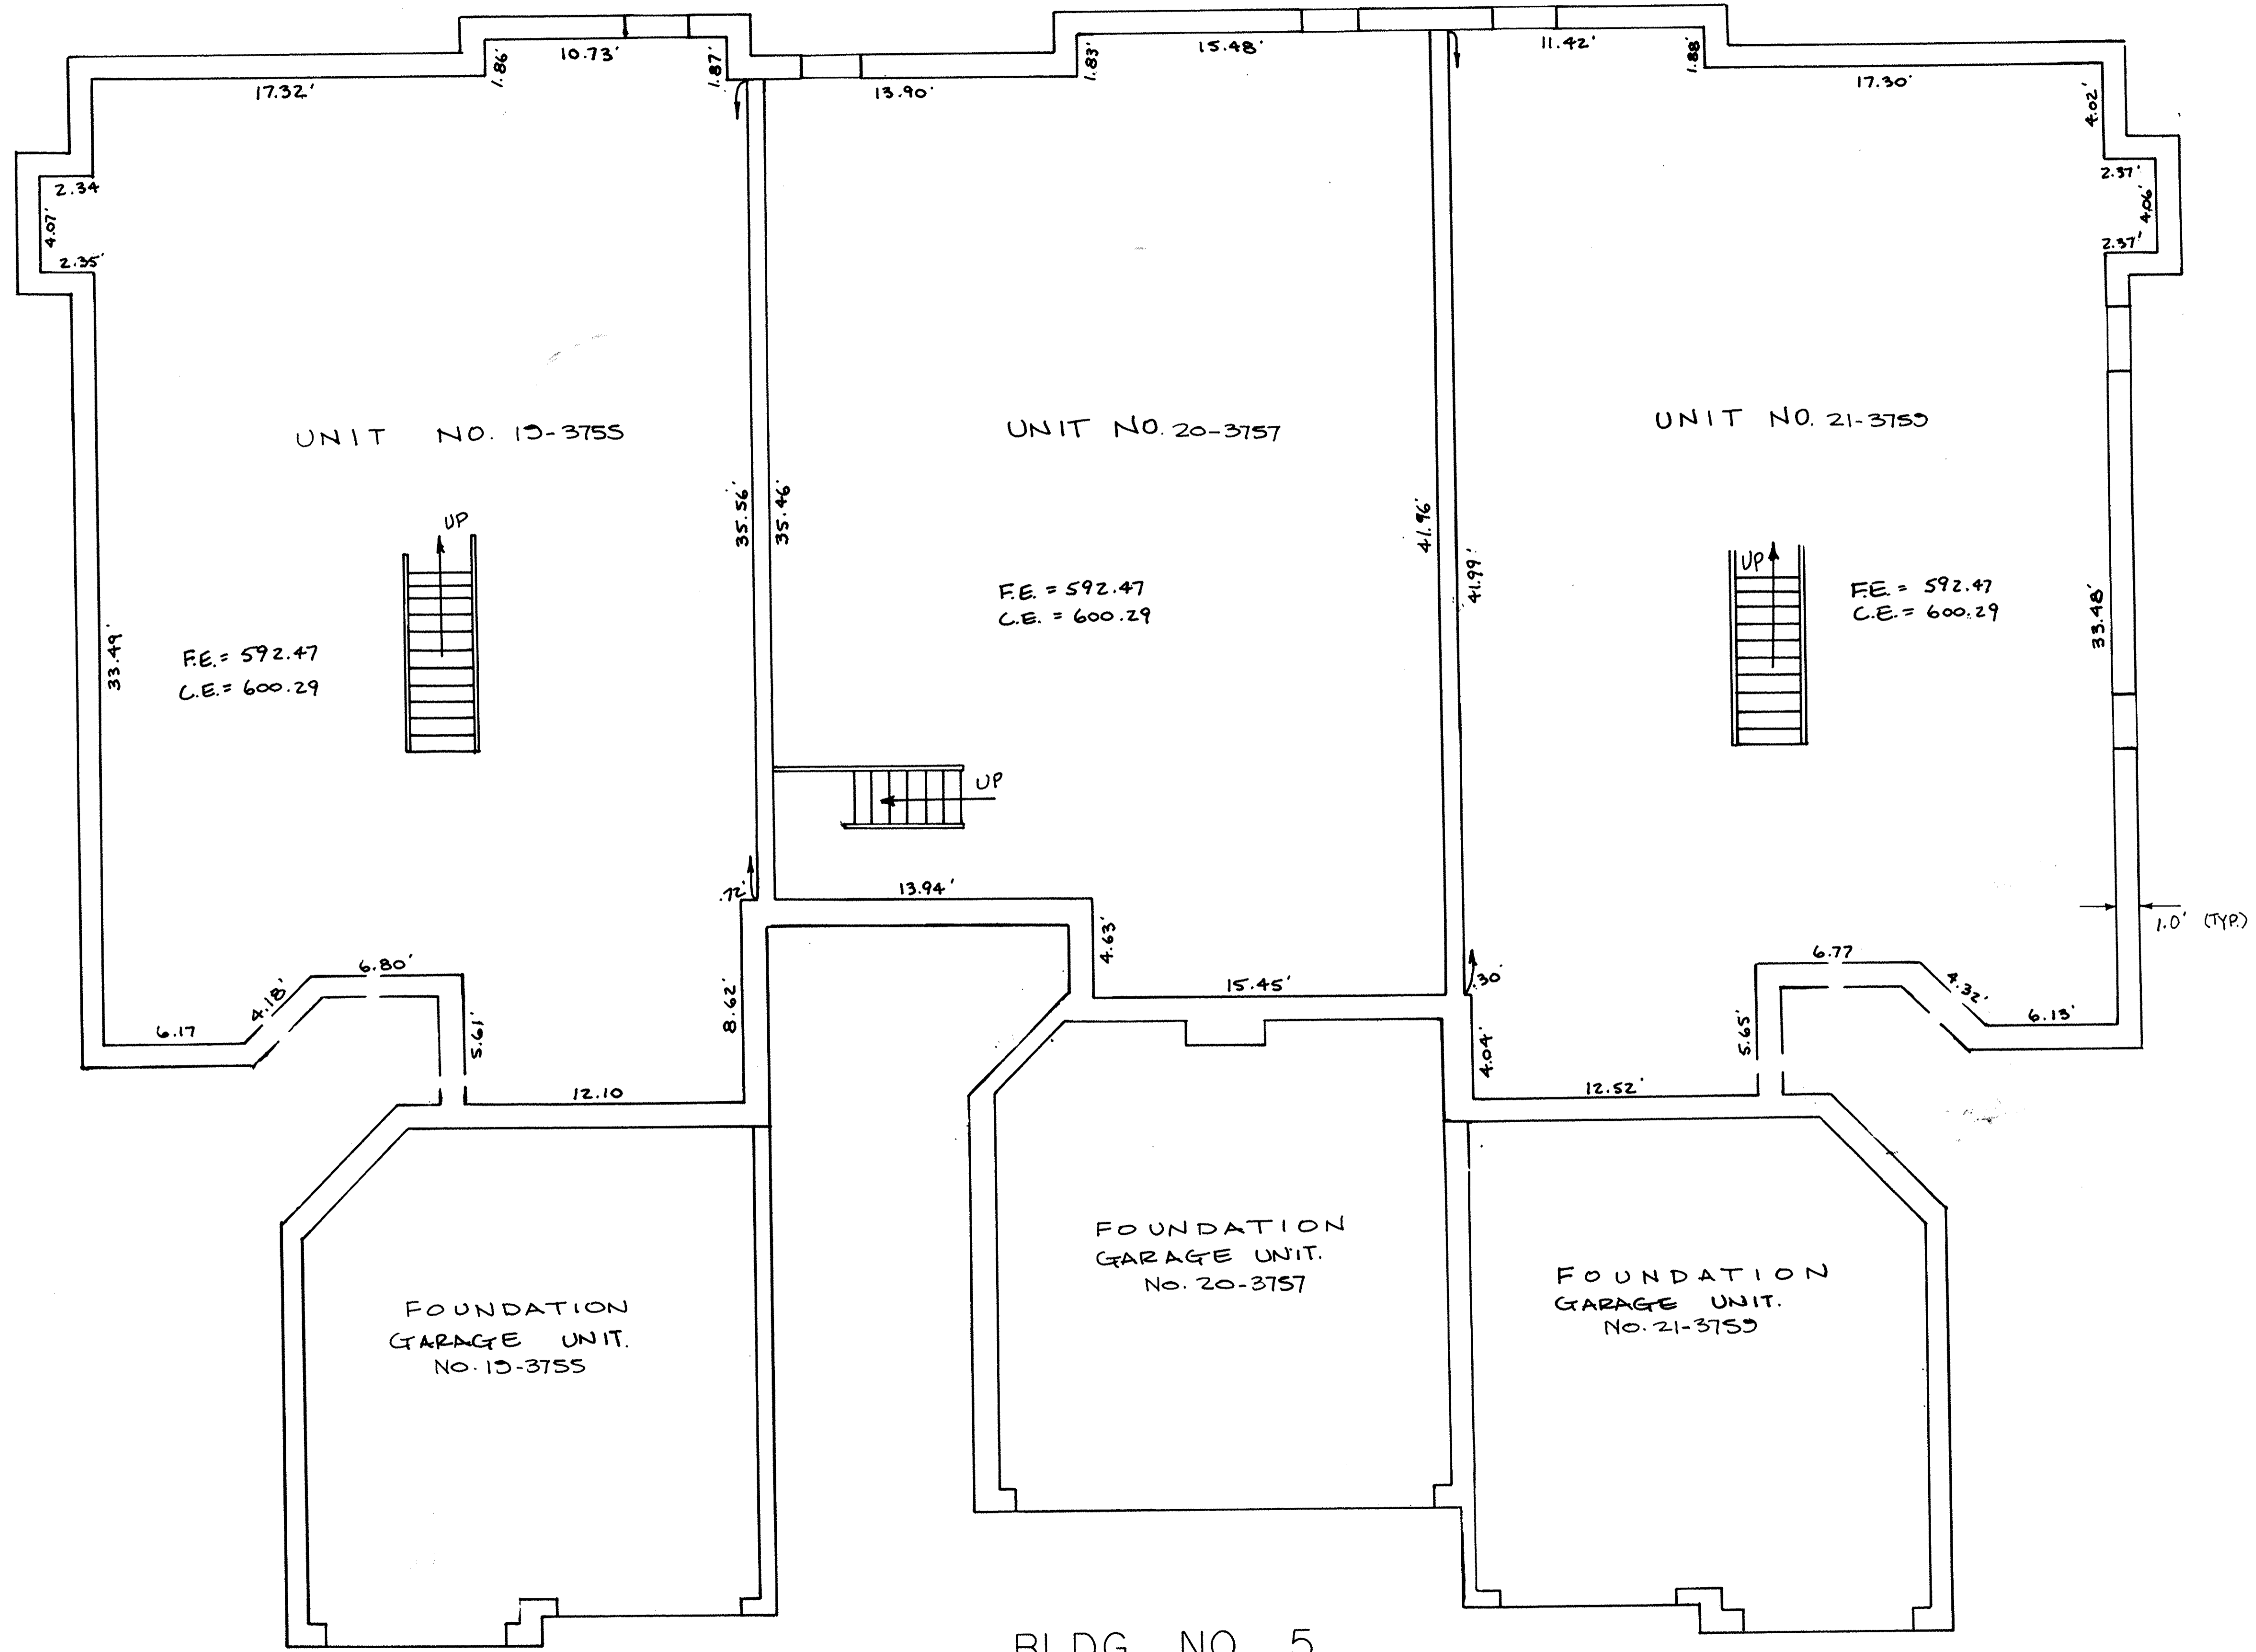 10.73'
15.48'
11.42'
1.86'
1.87'
1.83'
1.88'
17.32'
13.90'
17.30'
4.02'
2.34
4.07'
2.35'
2.37'
4.06'
2.37'
UNIT NO. 19-3755
UNIT NO. 20-3757
UNIT NO. 21-3759
35.56'
35.46'
41.96'
41.99'
UP
UP
F.E. = 592.47
C.E. = 600.29
F.E. = 592.47
C.E. = 600.29
33.49'
F.E. = 592.47
C.E. = 600.29
33.48'
UP
.72'
13.94'
1.0' (TYP.)
4.63'
6.80'
4.18'
6.17
5.61'
8.62'
15.45'
.30'
6.77
4.32'
6.13'
5.65'
4.04'
12.10
12.52'
FOUNDATION
GARAGE UNIT.
NO. 20-3757
FOUNDATION
GARAGE UNIT.
NO. 21-3759
FOUNDATION
GARAGE UNIT.
NO. 19-3755
BLDG. NO. 5